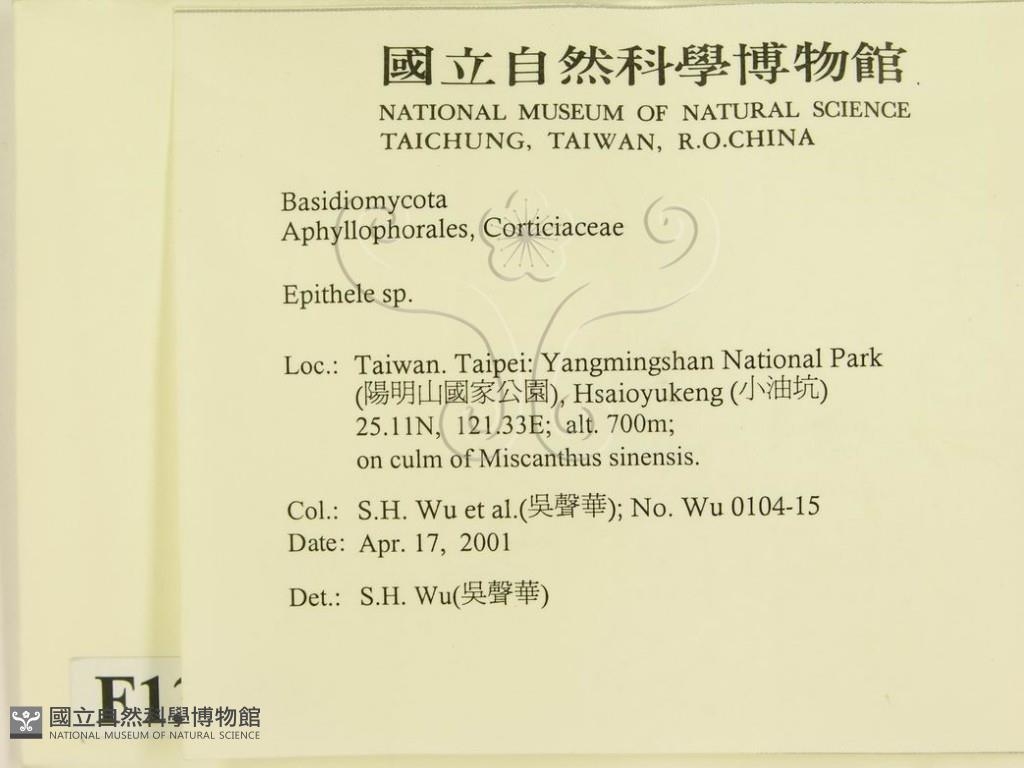 國立自然科學博物館
NATIONAL MUSEUM OF NATURAL SCIENCE
TAICHUNG, TAIWAN, R.O.CHINA
Basidiomycota
Aphyllophorales, Corticiaceae
Epithele sp.
Loc.: Taiwan. Taipei: Yangmingshan National Park
(陽明山國家公園), Hsaioyukeng (小油坑)
25.11N, 121.33E; alt. 700m;
on culm of Miscanthus sinensis.
Col.: S.H. Wu et al.(吳聲華); No. Wu 0104-15
Date: Apr. 17, 2001
Det.: S.H. Wu(吳聲華)
國立自然科學博物館
NATIONAL MUSEUM OF NATURAL SCIENCE